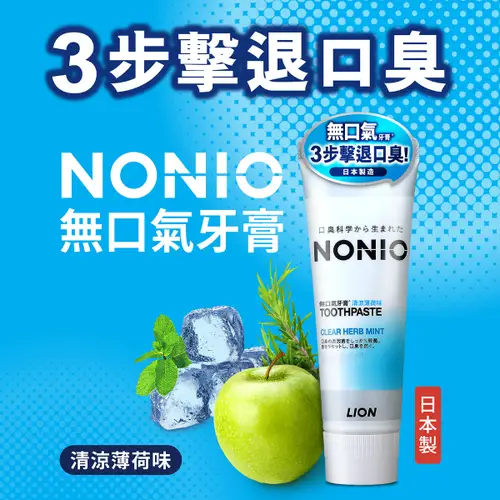 3步擊退口臭
NONIO
無口氣牙膏
無口氣牙膏
3步擊退口臭!
日本製造
口臭科学から生まれた
NONIO
無口氣牙膏 清涼薄荷味
TOOTHPASTE
CLEAR HERB MINT
LION
日本製
清涼薄荷味